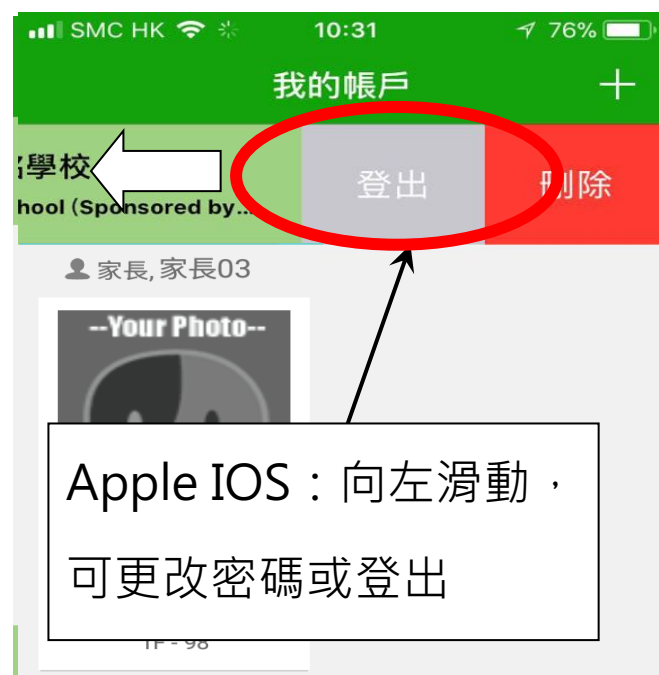 SMC HK 10:31 76%
我的帳戶 +
學校
hool (Sponsored by... 登出 刪除
家長, 家長03
--Your Photo--
Apple IOS：向左滑動，
可更改密碼或登出